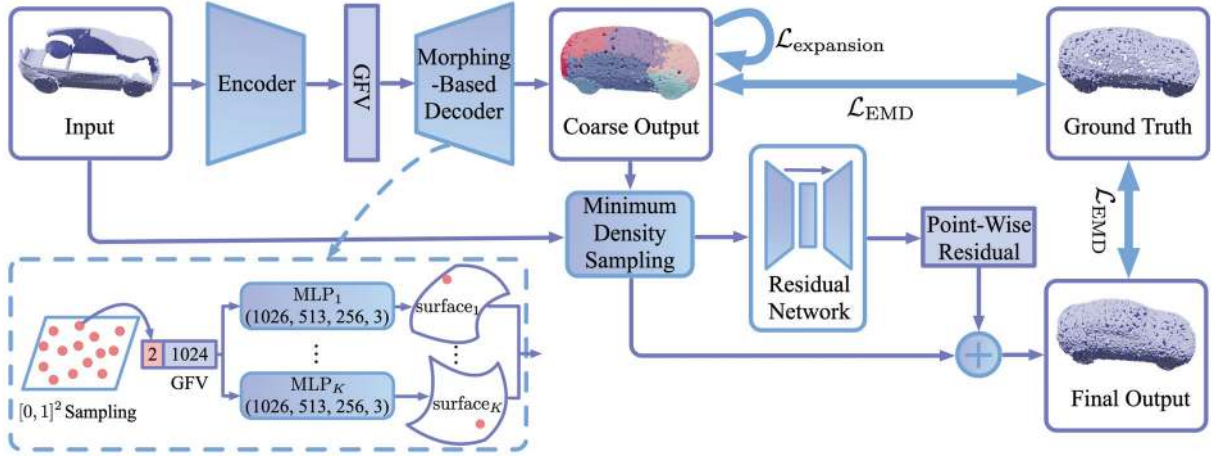 Input
Encoder
GFV
Morphing
-Based
Decoder
Coarse Output
ℒexpansion
ℒEMD
Ground Truth
Minimum
Density
Sampling
Residual
Network
Point-Wise
Residual
ℒEMD
+
Final Output
[0, 1]² Sampling
2 1024
GFV
MLP₁
(1026, 513, 256, 3)
⋮
MLP_K
(1026, 513, 256, 3)
surface₁
⋮
surface_K